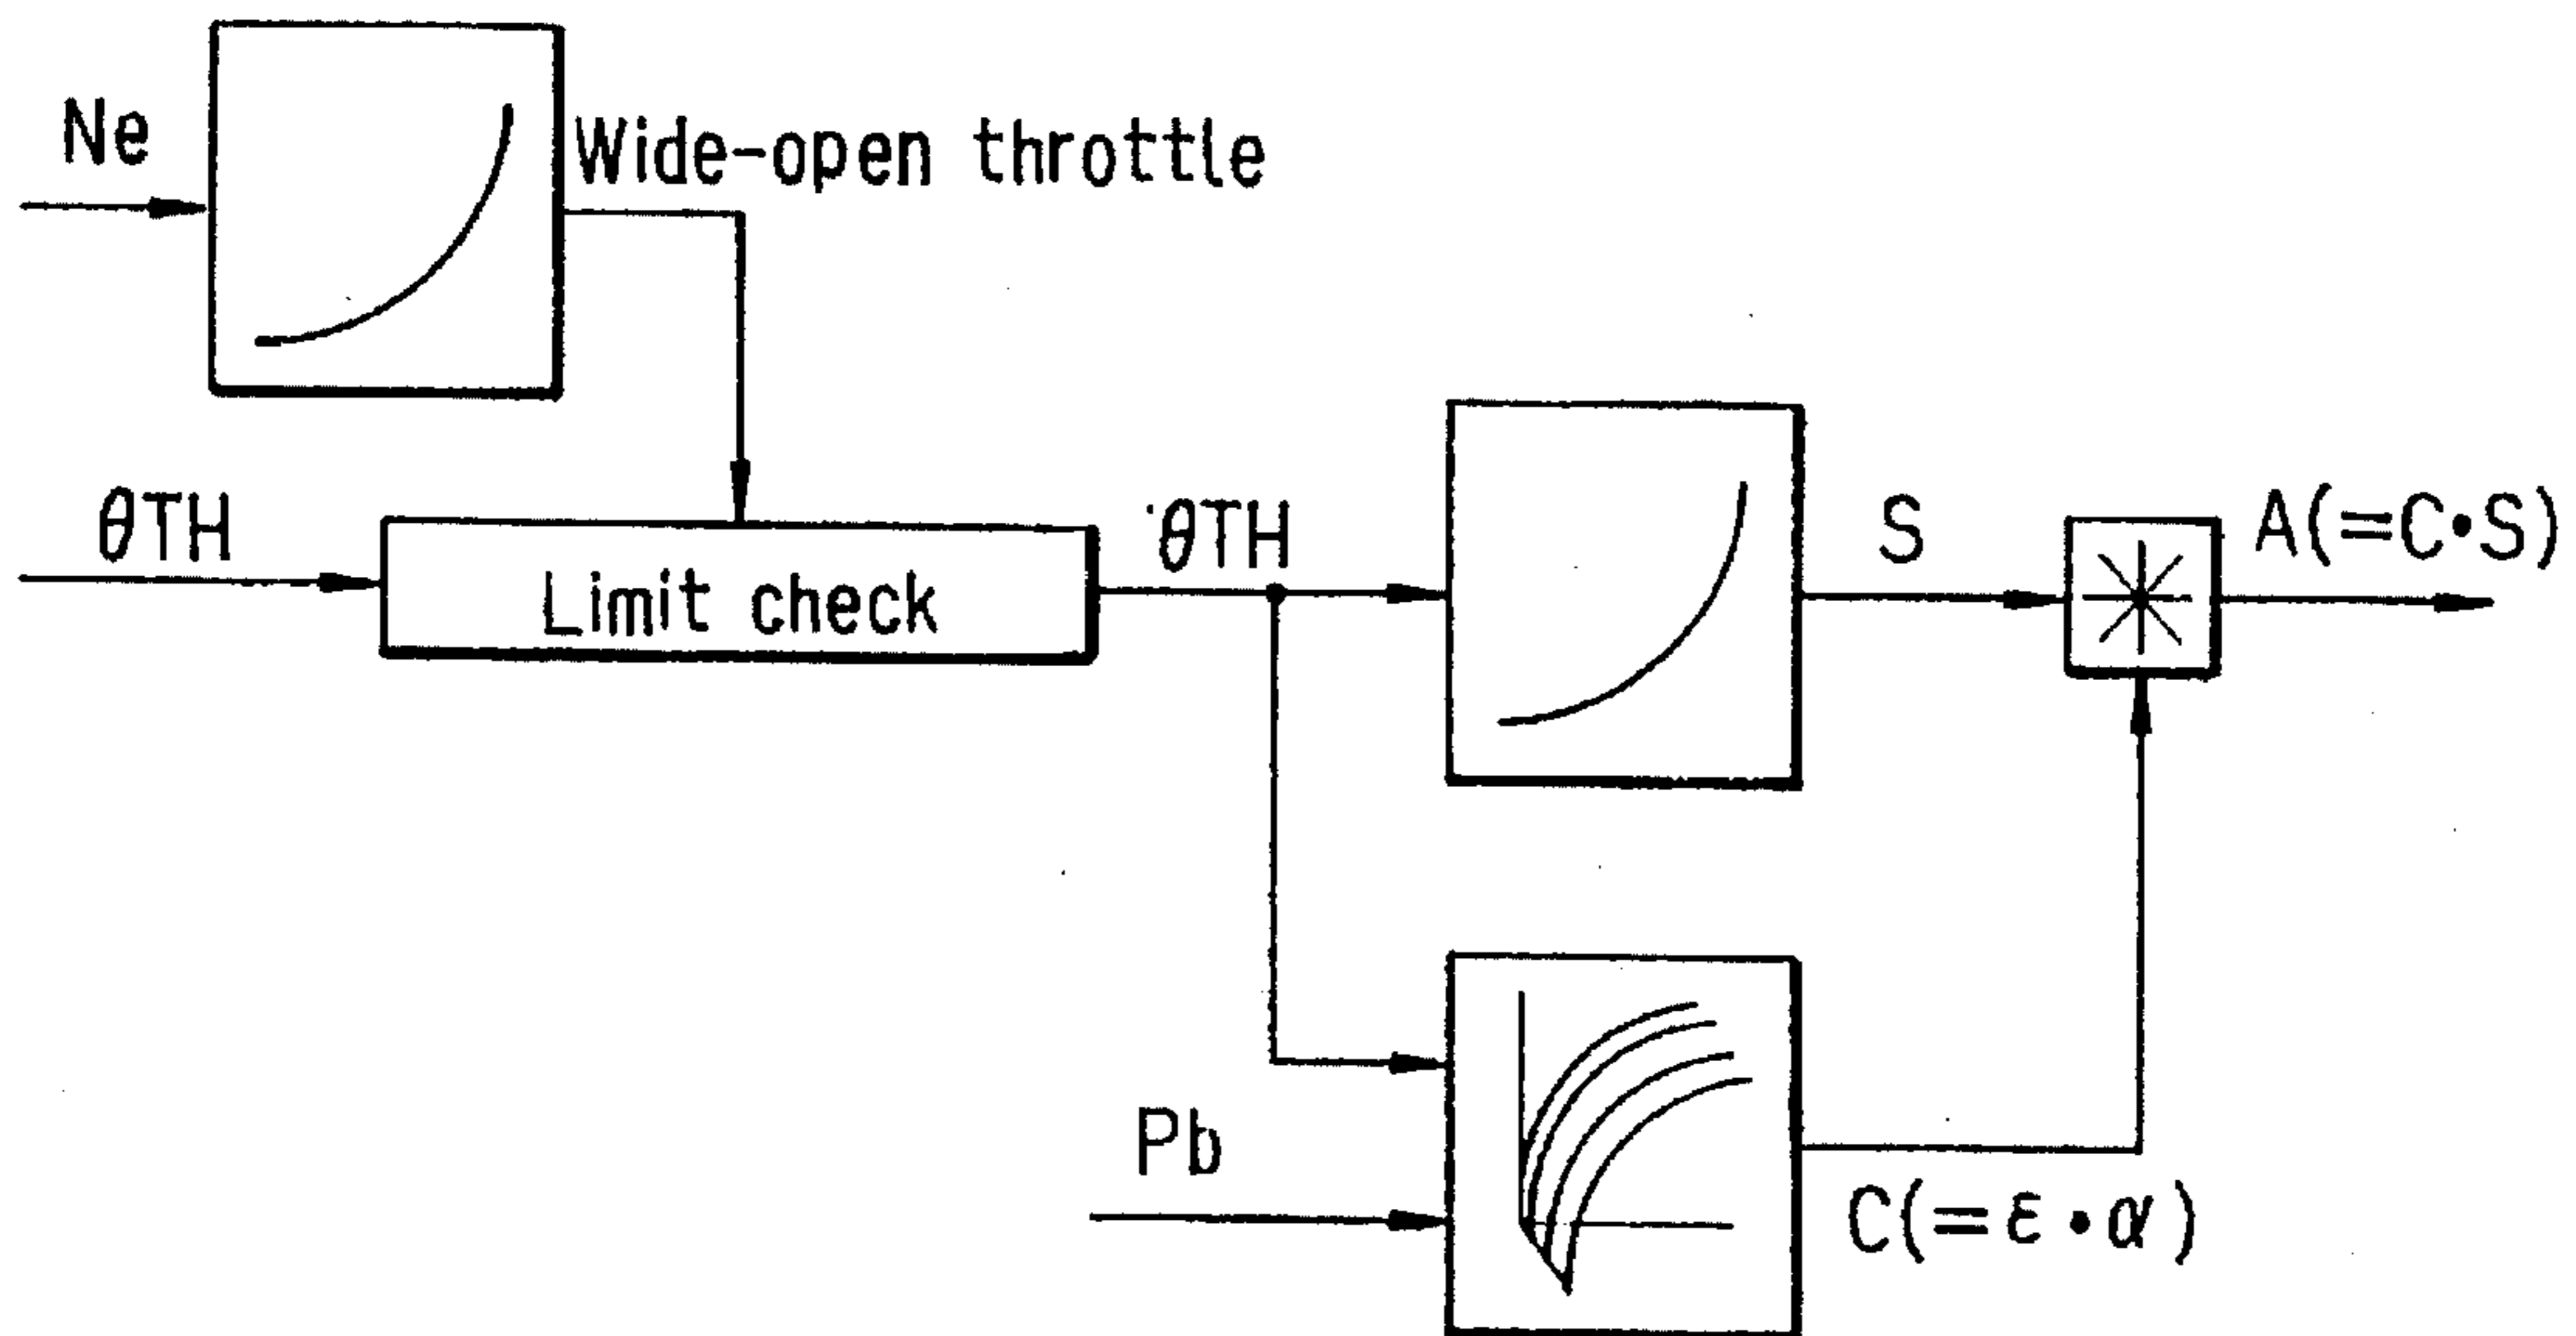 Ne
Wide-open throttle
θTH
Limit check
θTH
S
A(=C•S)
Pb
C(=ε•α)